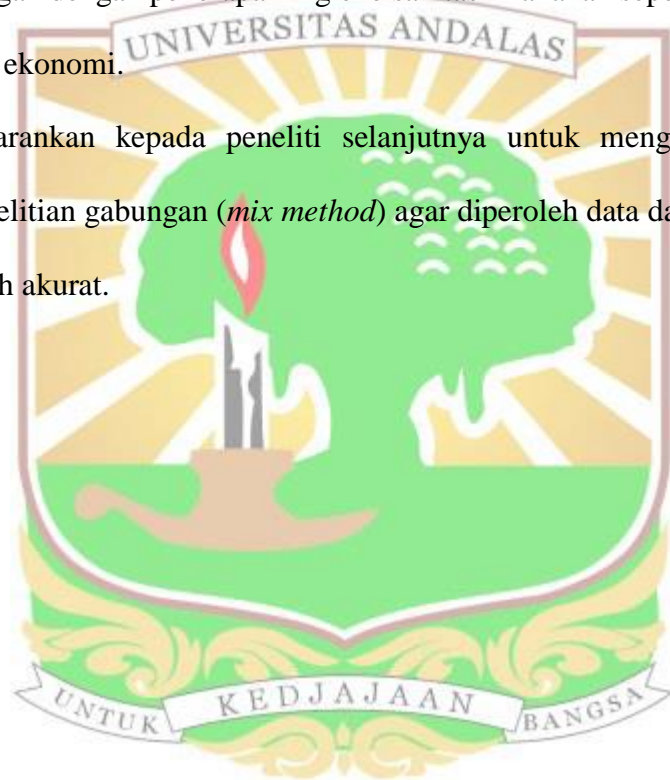 dengan
UNIVERSITAS ANDALAS
ekonomi.
arankan kepada peneliti selanjutnya untuk meng
elitian gabungan (mix method) agar diperoleh data da
h akurat.
UNTUK KEDJAJAAN BANGSA